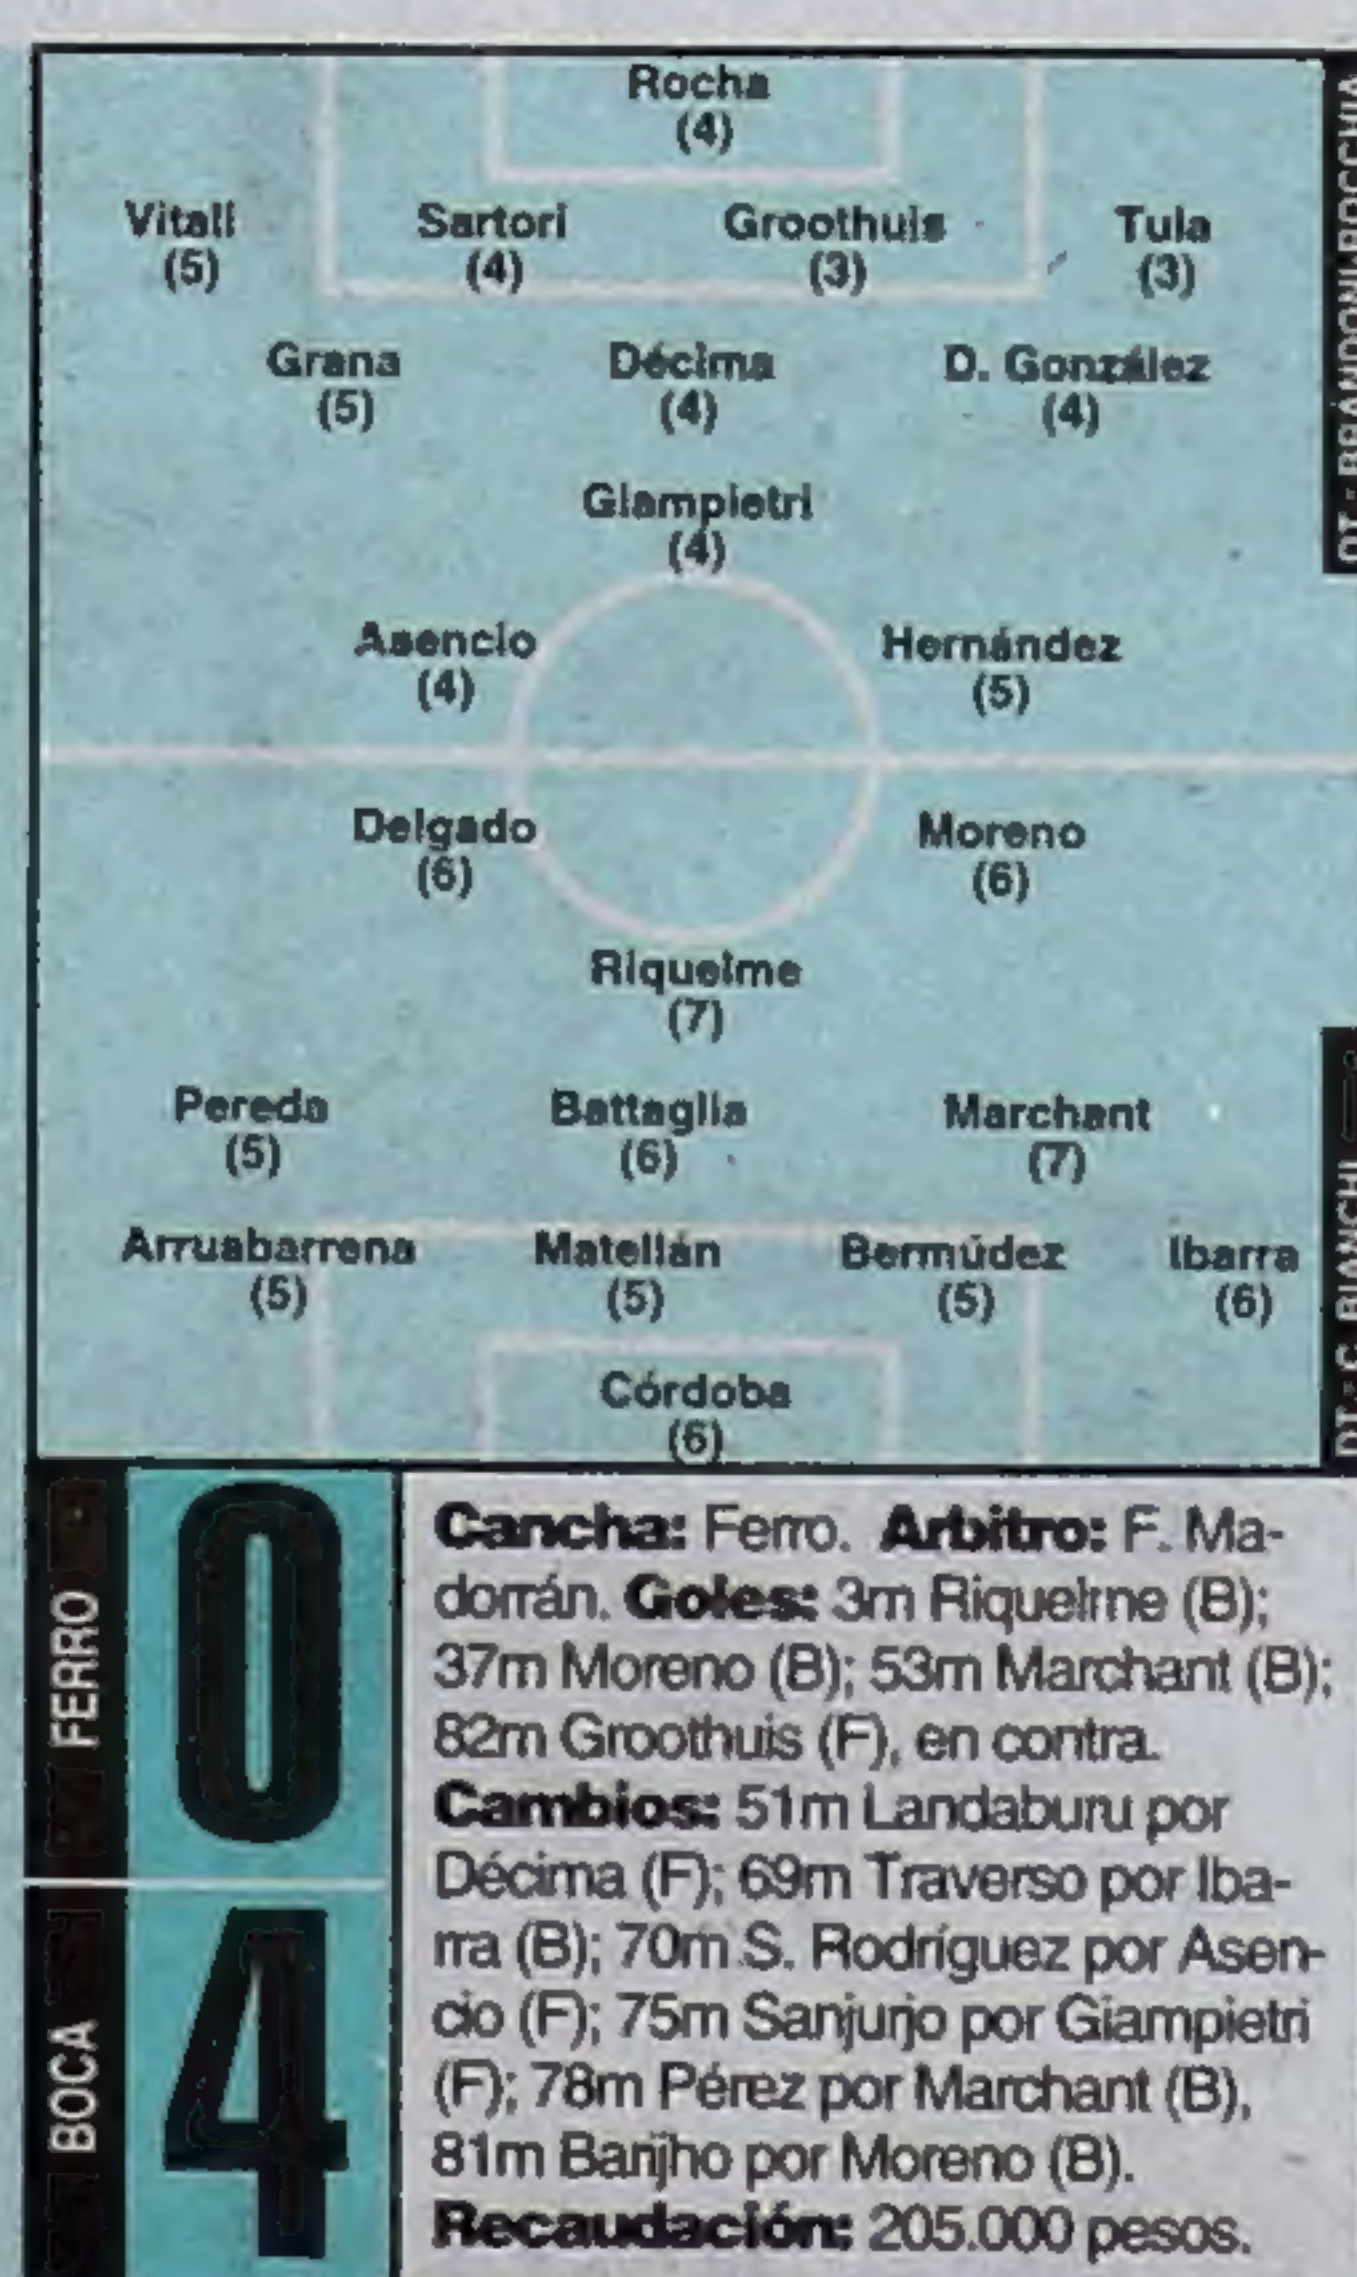 Rocha
(4)
Vitali Sartori Groothuis Tula
(5) (4) (3) (3)
Grana Décima D. González
(5) (4) (4)
Giampietri
(4)
Asencio Hernández
(4) (5)
DT.: BRANDONI-ROCCHIA
Delgado Moreno
(6) (6)
Riquelme
(7)
Pereda Battaglia Marchant
(5) (6) (7)
Arruabarrena Matellán Bermúdez Ibarra
(5) (5) (5) (6)
Córdoba
(6)
DT.: C. BIANCHI
FERRO 0
BOCA 4
Cancha: Ferro. Arbitro: F. Ma-
dorrán. Goles: 3m Riquelme (B);
37m Moreno (B); 53m Marchant (B);
82m Groothuis (F), en contra.
Cambios: 51m Landaburu por
Décima (F); 69m Traverso por Iba-
rra (B); 70m S. Rodríguez por Asen-
cio (F); 75m Sanjurjo por Giampietri
(F); 78m Pérez por Marchant (B),
81m Barijho por Moreno (B).
Recaudación: 205.000 pesos.